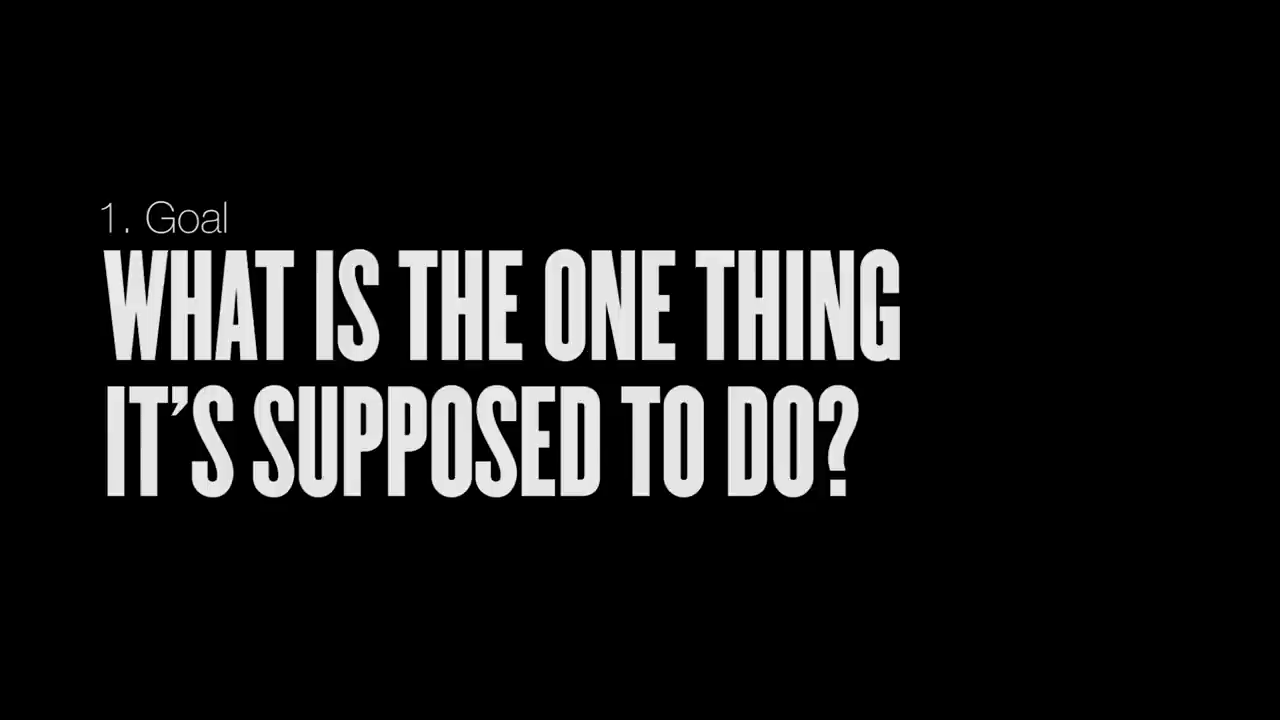 1. Goal
WHAT IS THE ONE THING
IT’S SUPPOSED TO DO?